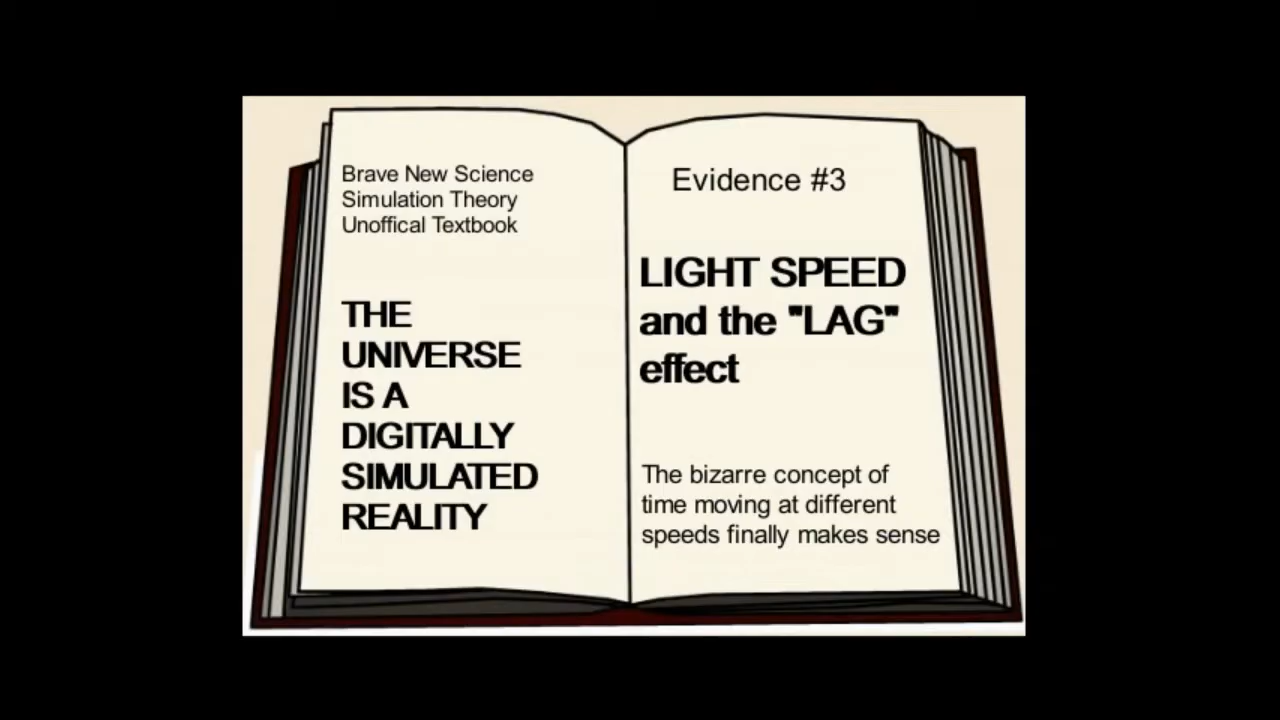 Brave New Science
Simulation Theory
Unoffical Textbook
THE
UNIVERSE
IS A
DIGITALLY
SIMULATED
REALITY
Evidence #3
LIGHT SPEED
and the "LAG"
effect
The bizarre concept of
time moving at different
speeds finally makes sense